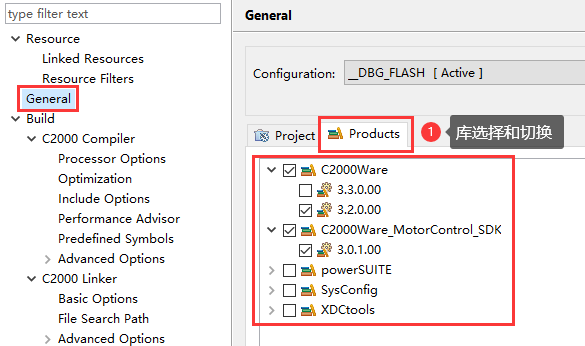 type filter text
Resource
Linked Resources
Resource Filters
General
Build
C2000 Compiler
Processor Options
Optimization
Include Options
Performance Advisor
Predefined Symbols
Advanced Options
C2000 Linker
Basic Options
File Search Path
Advanced Options
General
Configuration:
__DBG_FLASH [ Active ]
Project
Products
1 库选择和切换
C2000Ware
3.3.0.00
3.2.0.00
C2000Ware_MotorControl_SDK
3.0.1.00
powerSUITE
SysConfig
XDCtools